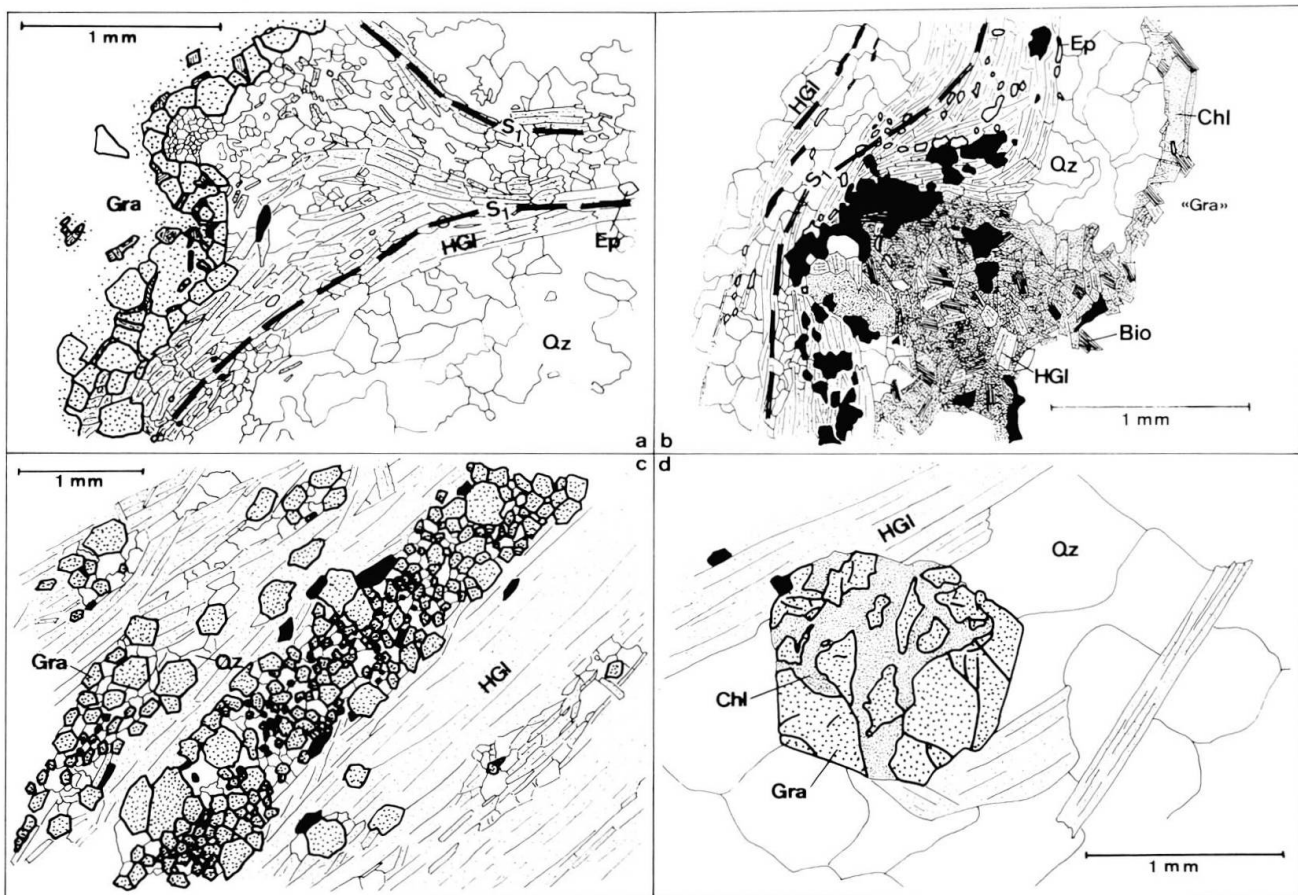 1 mm
S1
Gra
S1
HGl
Ep
Qz
a
b
Ep
HGl
Chl
S1
Qz
«Gra»
Bio
HGl
1 mm
c
1 mm
Gra
Qz
HGl
d
HGl
Qz
Chl
Gra
1 mm